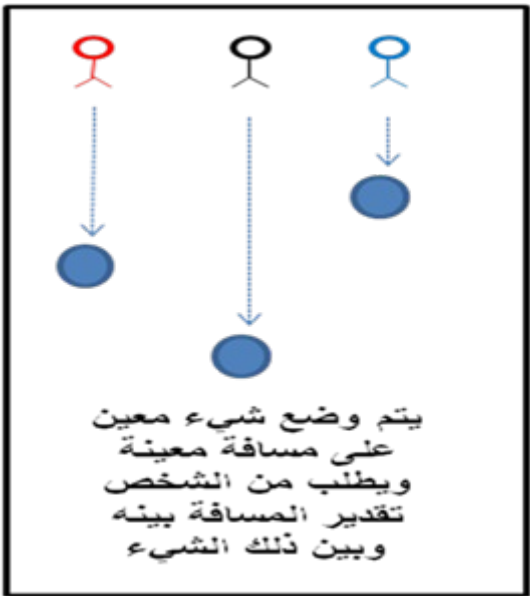 يتم وضع شيء معين
على مسافة معينة
ويطلب من الشخص
تقدير المسافة بينه
وبين ذلك الشيء